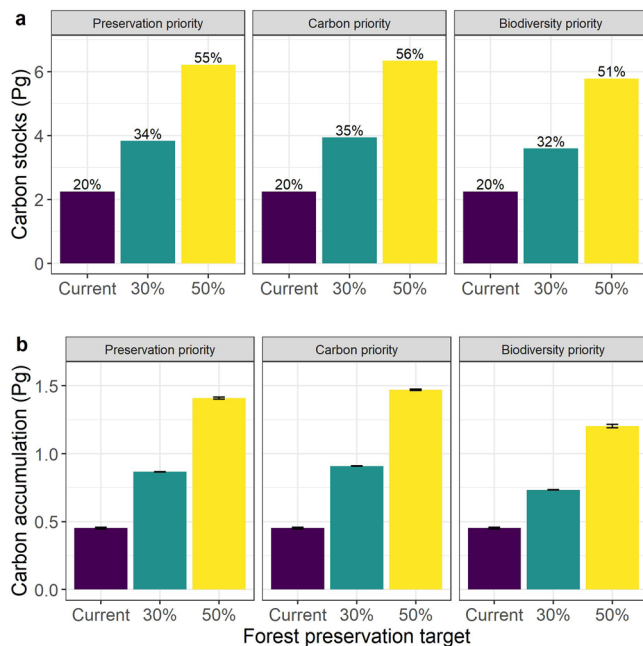 a
Preservation priority Carbon priority Biodiversity priority
Carbon stocks (Pg)
6
4
2
0
20% 34% 55%
20% 35% 56%
20% 32% 51%
Current 30% 50% Current 30% 50% Current 30% 50%
b
Preservation priority Carbon priority Biodiversity priority
Carbon accumulation (Pg)
1.5
1.0
0.5
0.0
Current 30% 50% Current 30% 50% Current 30% 50%
Forest preservation target